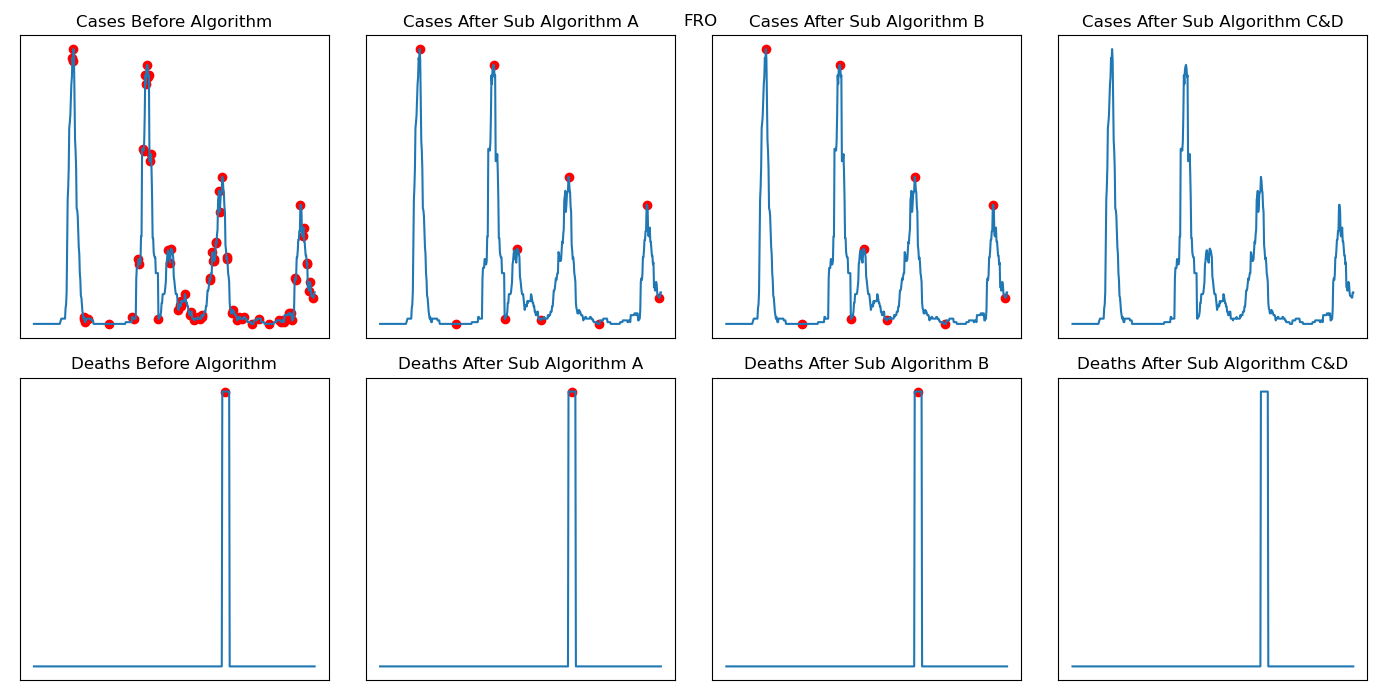 FRO
Cases Before Algorithm
Cases After Sub Algorithm A
Cases After Sub Algorithm B
Cases After Sub Algorithm C&D
Deaths Before Algorithm
Deaths After Sub Algorithm A
Deaths After Sub Algorithm B
Deaths After Sub Algorithm C&D